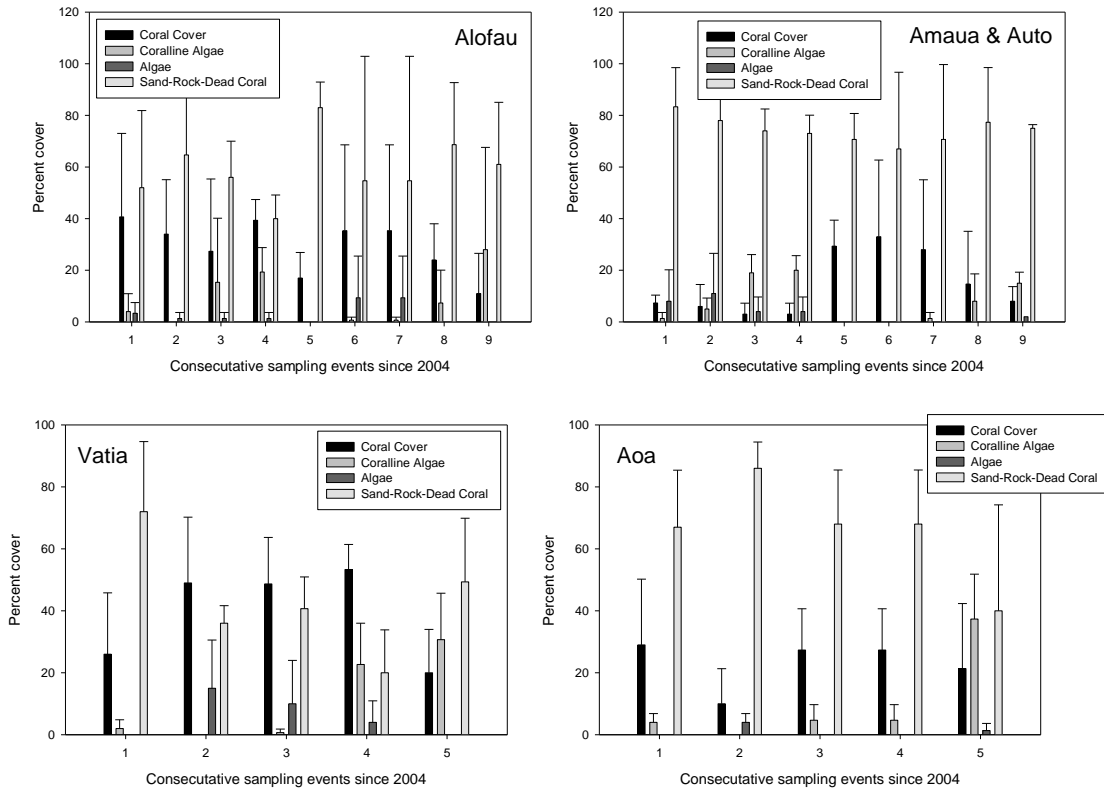 Alofau
Coral Cover
Coralline Algae
Algae
Sand-Rock-Dead Coral
Percent cover
120
100
80
60
40
20
0
1 2 3 4 5 6 7 8 9
Consecutative sampling events since 2004
Amaua & Auto
Coral Cover
Coralline Algae
Algae
Sand-Rock-Dead Coral
Percent cover
120
100
80
60
40
20
0
1 2 3 4 5 6 7 8 9
Consecutative sampling events since 2004
Vatia
Coral Cover
Coralline Algae
Algae
Sand-Rock-Dead Coral
Percent cover
100
80
60
40
20
0
1 2 3 4 5
Consecutative sampling events since 2004
Aoa
Coral Cover
Coralline Algae
Algae
Sand-Rock-Dead Coral
Percent cover
100
80
60
40
20
0
1 2 3 4 5
Consecutative sampling events since 2004